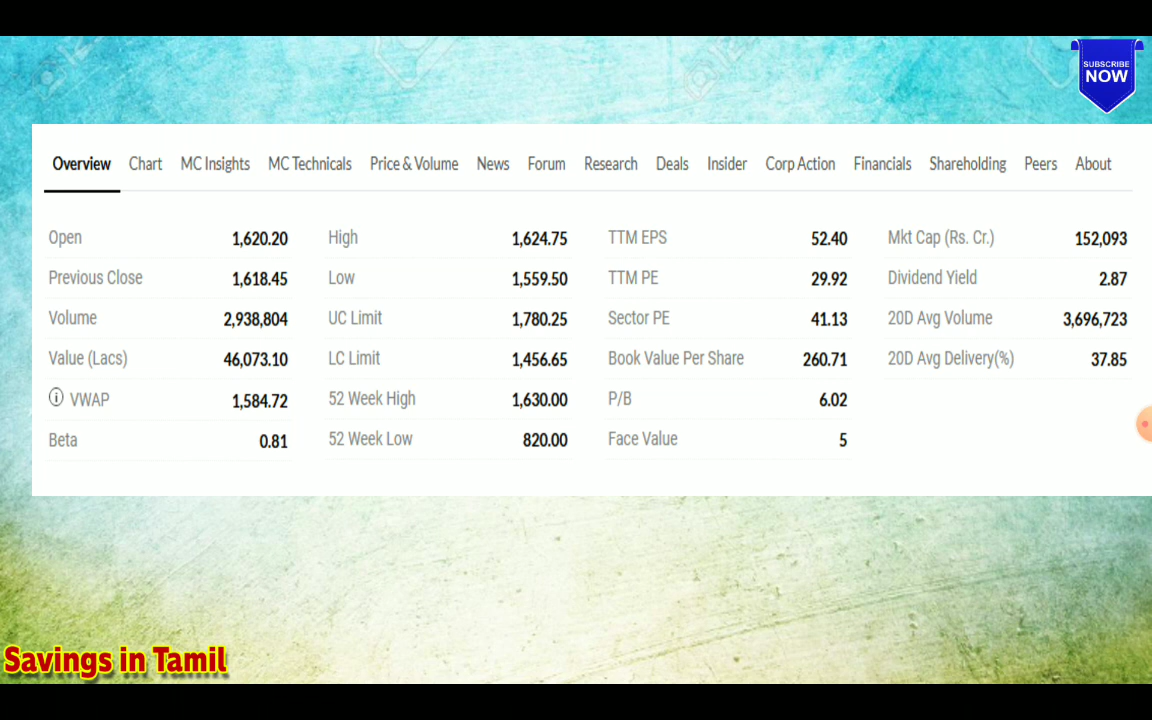 SUBSCRIBE
NOW
Overview Chart MC Insights MC Technicals Price & Volume News Forum Research Deals Insider Corp Action Financials Shareholding Peers About
Open 1,620.20 High 1,624.75 TTM EPS 52.40 Mkt Cap (Rs. Cr.) 152,093
Previous Close 1,618.45 Low 1,559.50 TTM PE 29.92 Dividend Yield 2.87
Volume 2,938,804 UC Limit 1,780.25 Sector PE 41.13 20D Avg Volume 3,696,723
Value (Lacs) 46,073.10 LC Limit 1,456.65 Book Value Per Share 260.71 20D Avg Delivery(%) 37.85
VWAP 1,584.72 52 Week High 1,630.00 P/B 6.02
Beta 0.81 52 Week Low 820.00 Face Value 5
Savings in Tamil